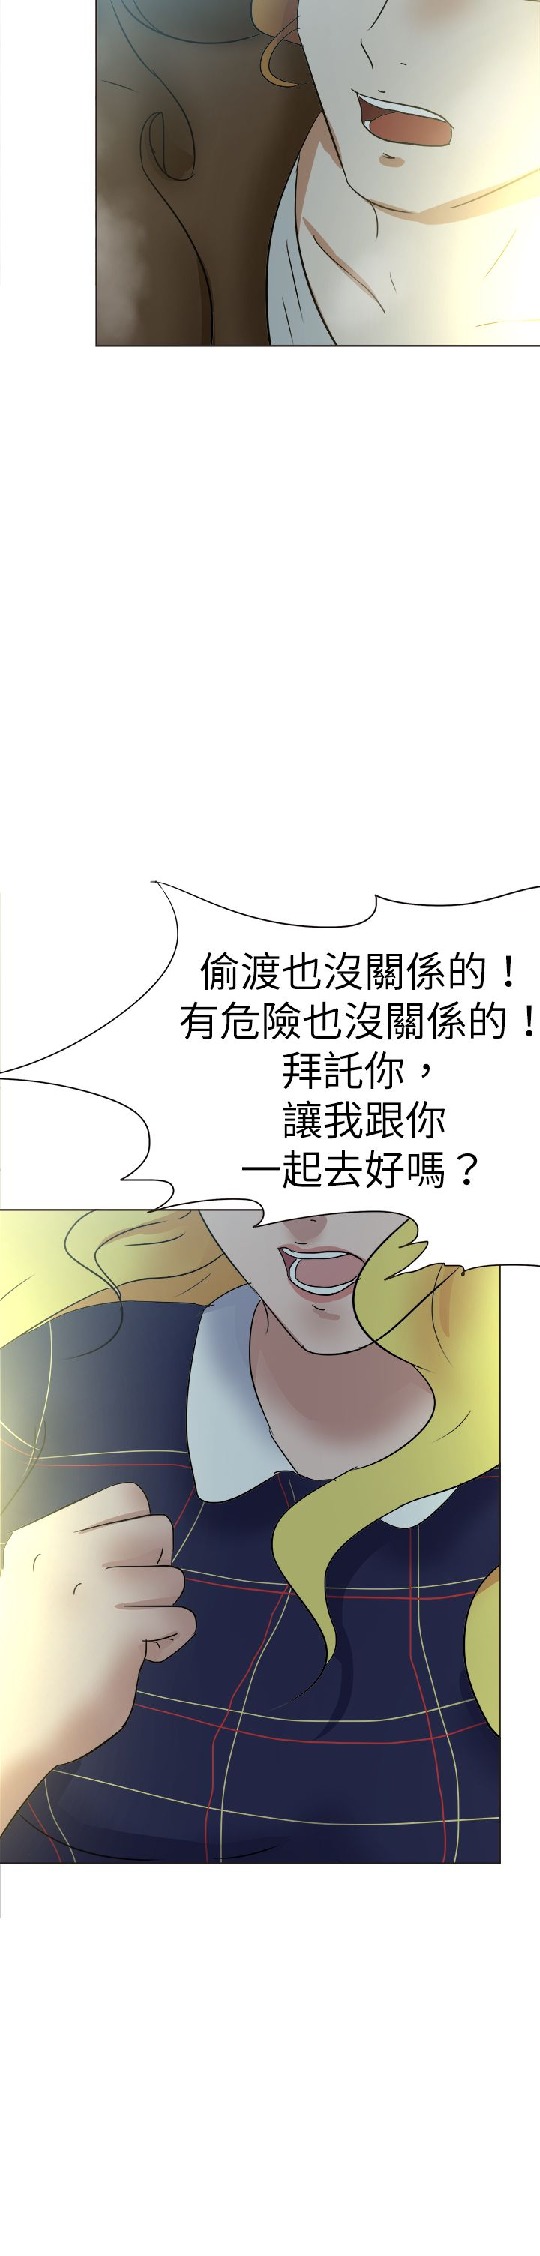 偷渡也沒關係的！
有危險也沒關係的！
拜託你，
讓我跟你
一起去好嗎？